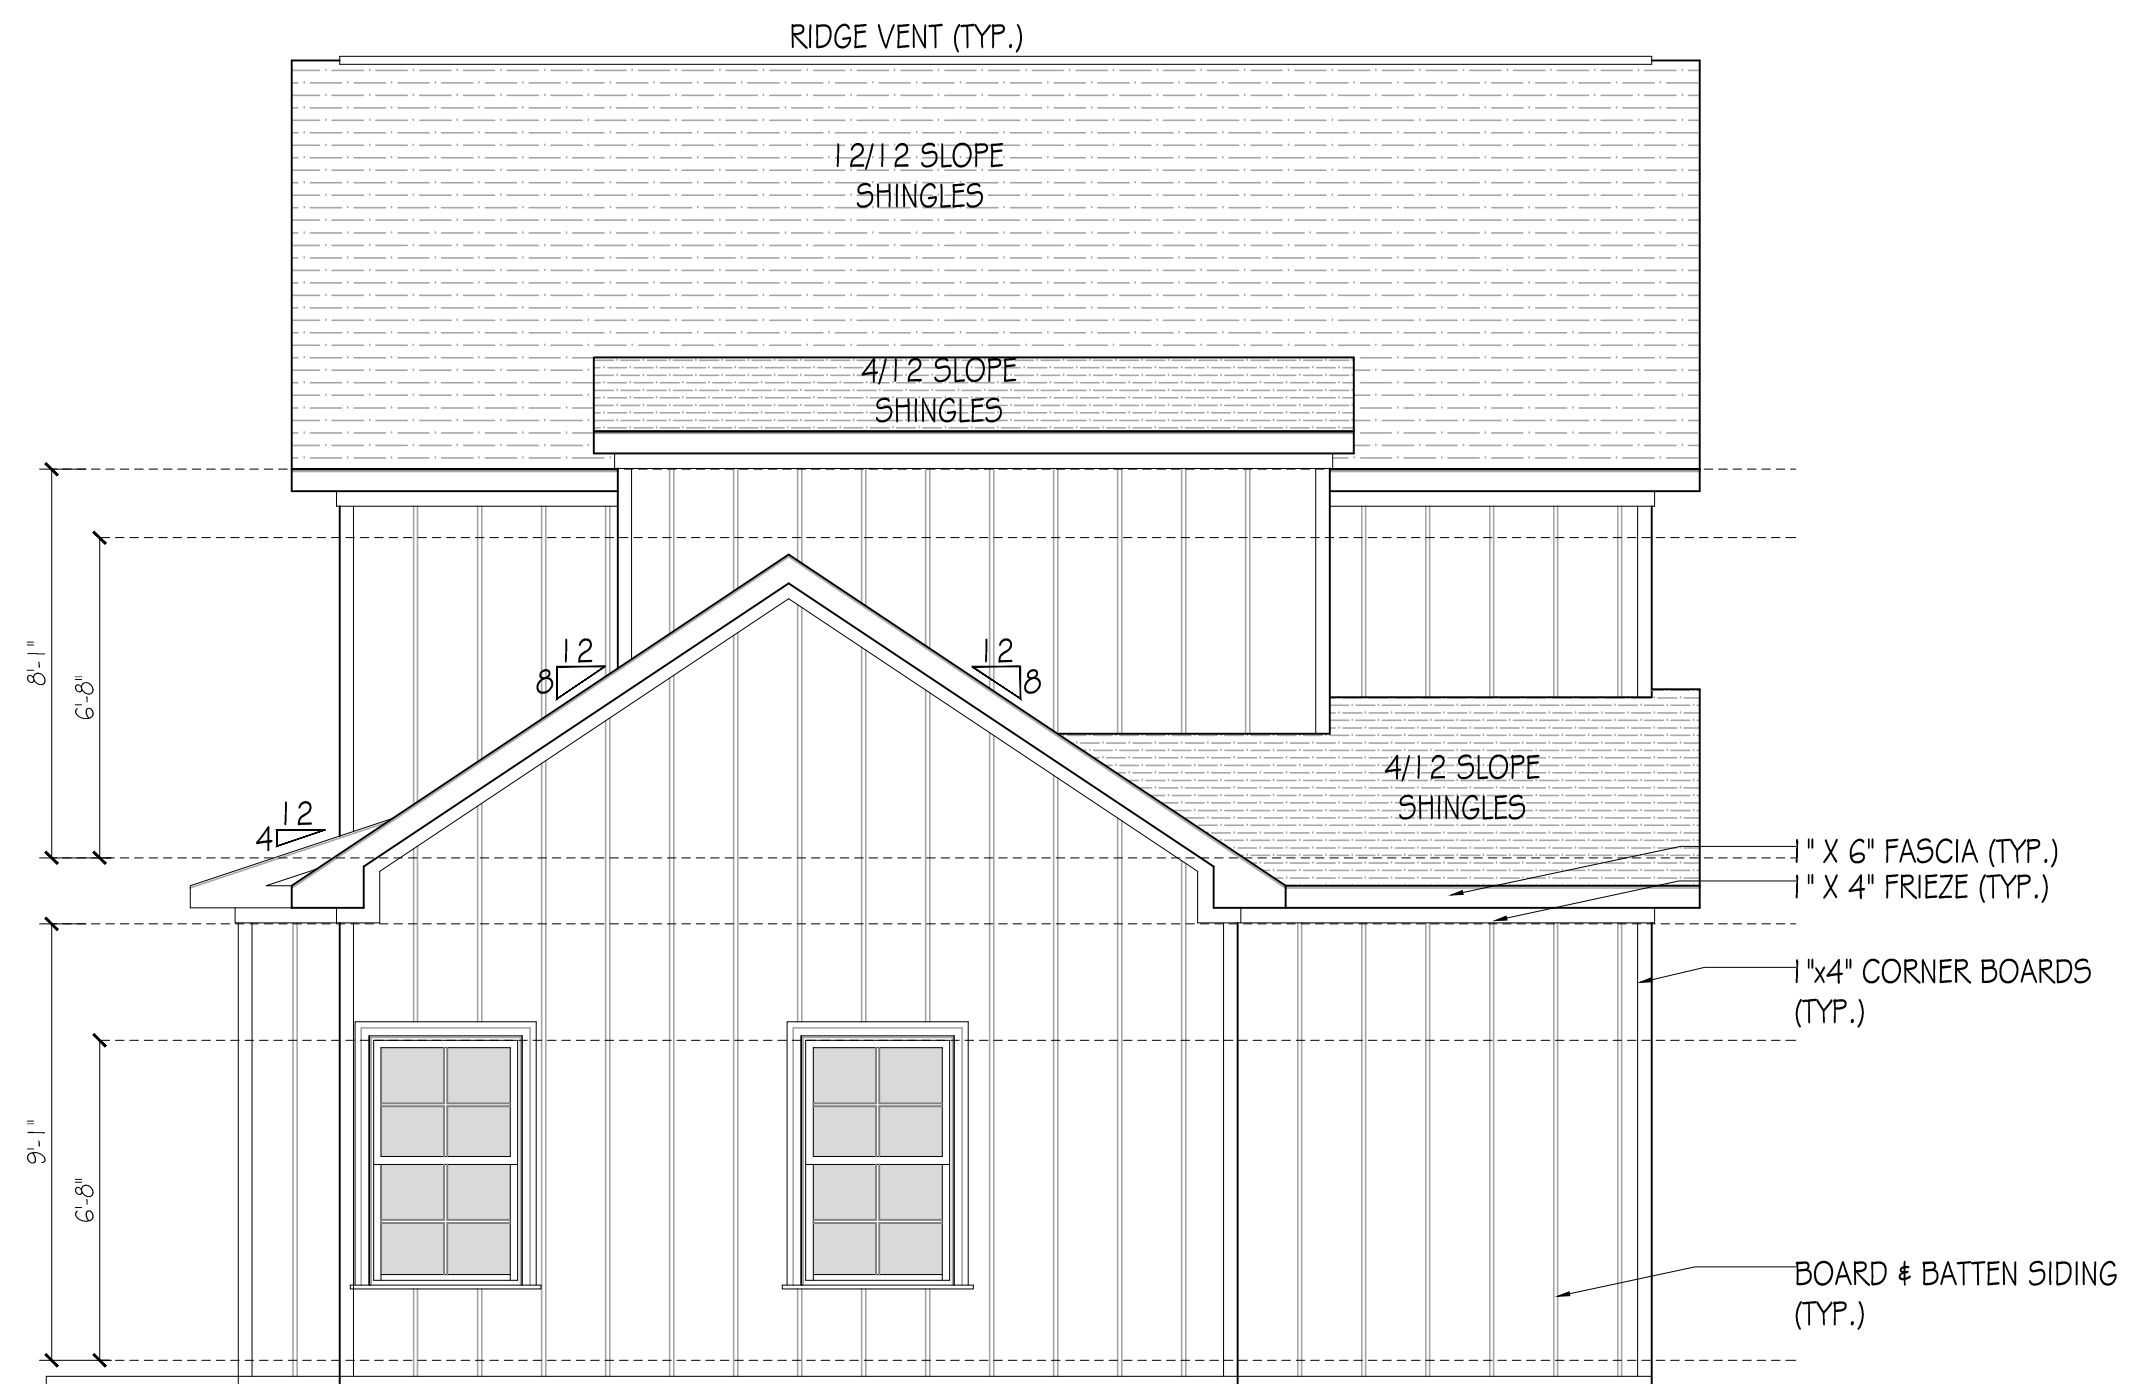 RIDGE VENT (TYP.)
12/12 SLOPE
SHINGLES
4/12 SLOPE
SHINGLES
8'-1"
6'-8"
12
8
12
8
4/12 SLOPE
SHINGLES
12
4
1" X 6" FASCIA (TYP.)
1" X 4" FRIEZE (TYP.)
1"x4" CORNER BOARDS
(TYP.)
9'-1"
6'-8"
BOARD & BATTEN SIDING
(TYP.)